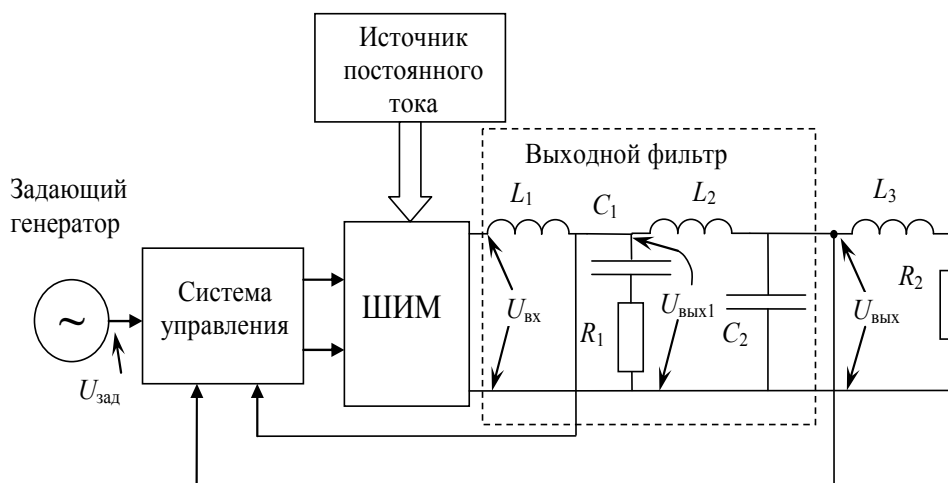 Источник
постоянного
тока
Выходной фильтр
Задающий
генератор
L1
C1
L2
L3
Система
управления
ШИМ
~
Uвх
R1
Uвых1
C2
Uвых
R2
Uзад